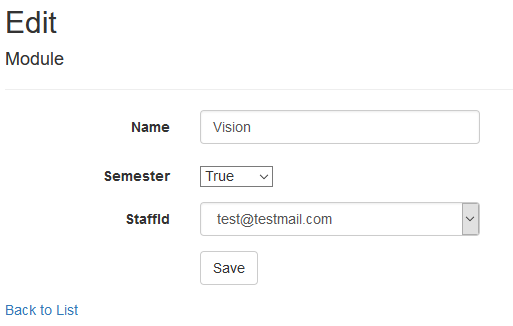 Edit
Module
Name Vision
Semester True
StaffId test@testmail.com
Save
Back to List